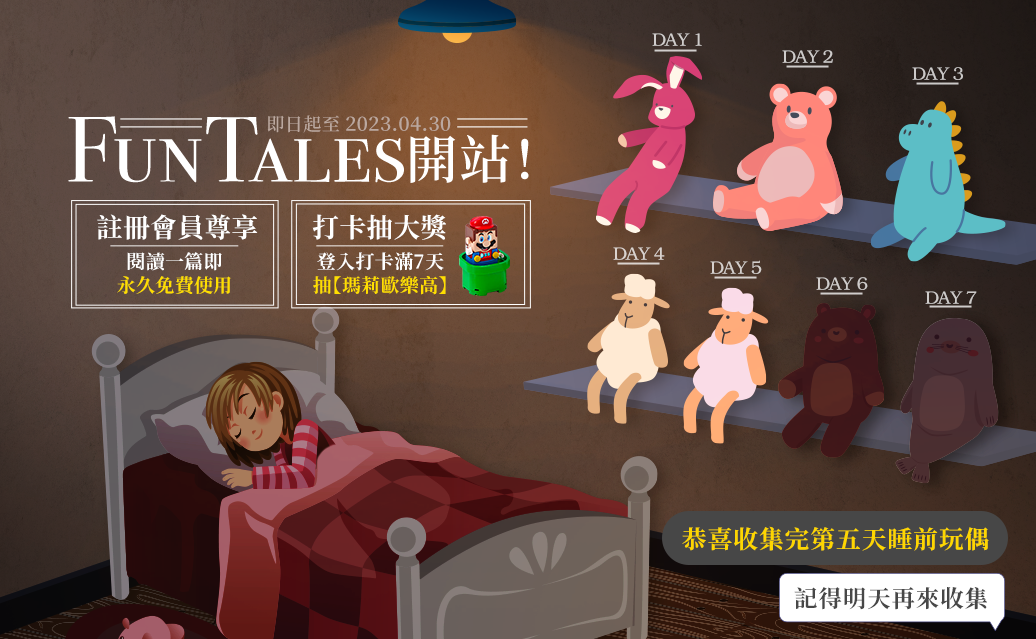 即日起至 2023.04.30
FUNTALES開站!
註冊會員尊享
閱讀一篇即
永久免費使用
打卡抽大獎
登入打卡滿7天
抽【瑪莉歐樂高】
DAY 1
DAY 2
DAY 3
DAY 4
DAY 5
DAY 6
DAY 7
恭喜收集完第五天睡前玩偶
記得明天再來收集